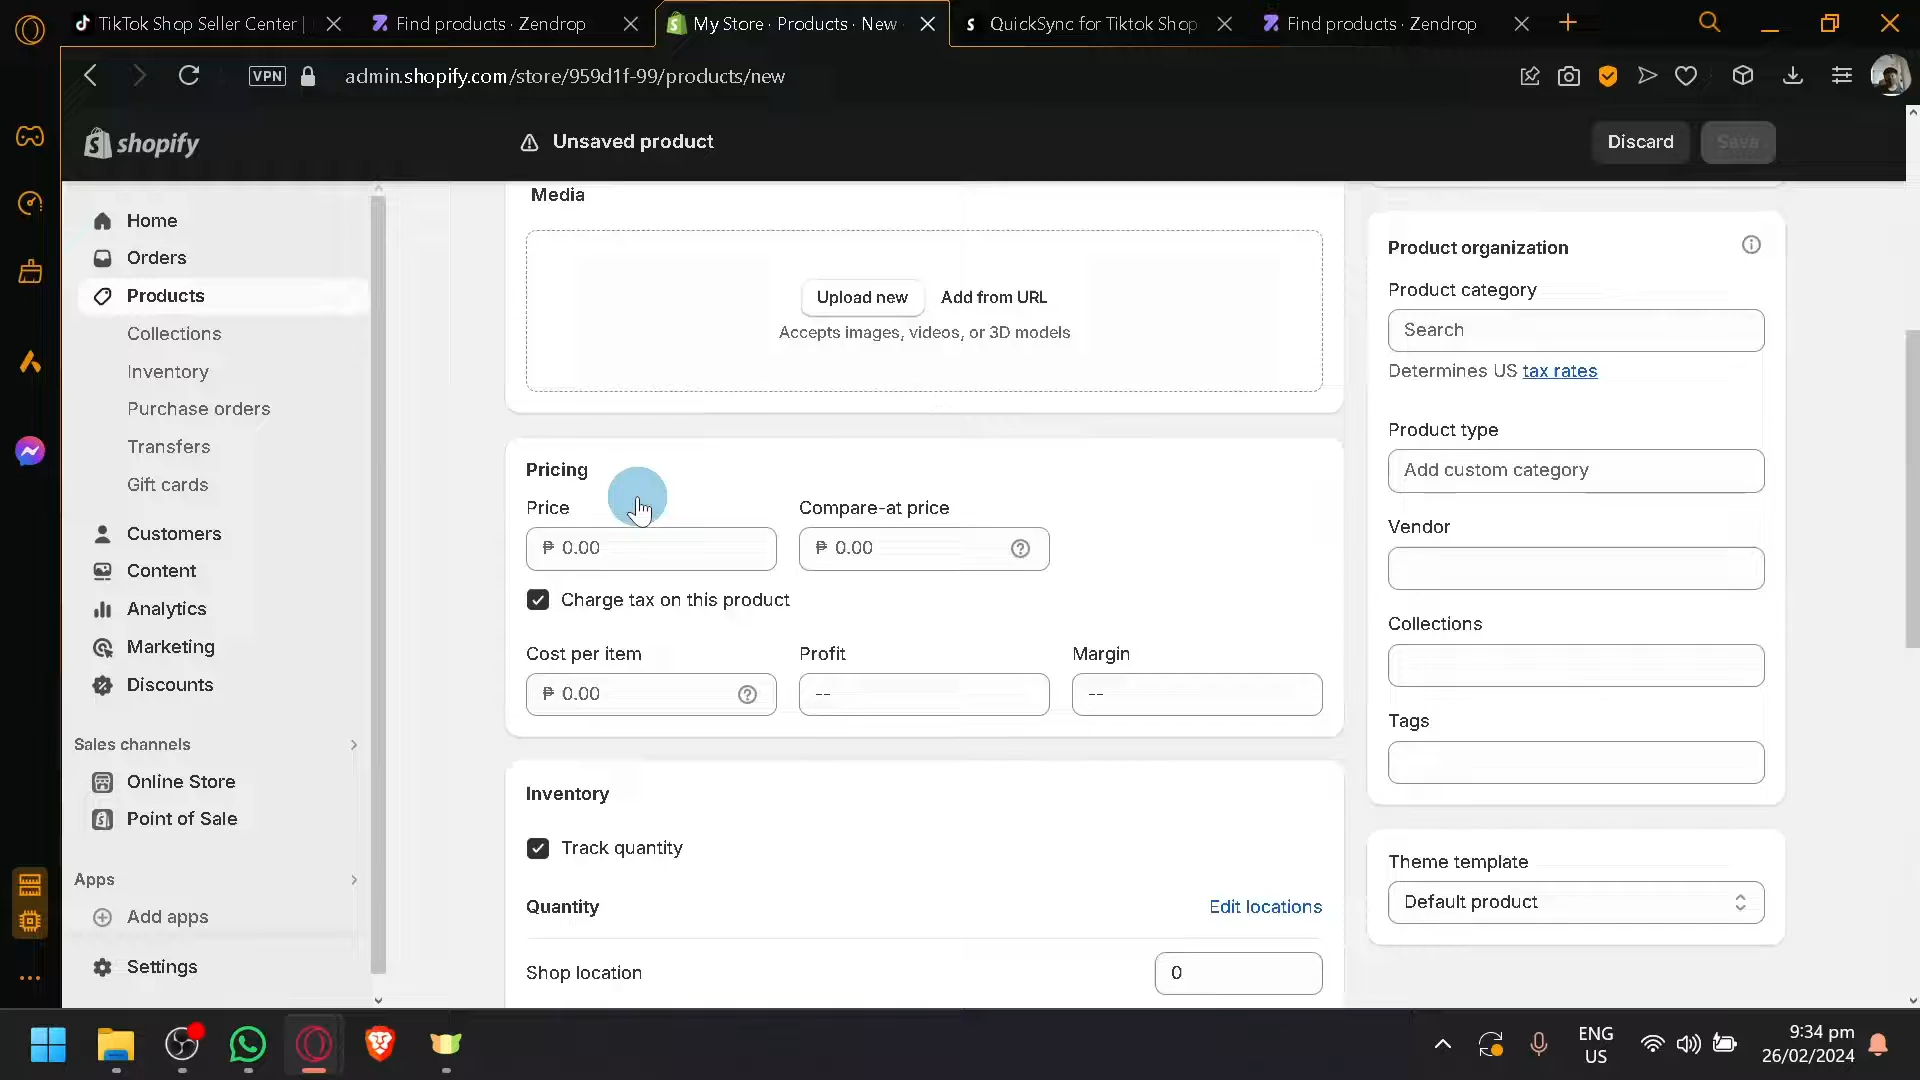 TikTok Shop Seller Center |
Find products · Zendrop
My Store · Products · New
QuickSync for Tiktok Shop
Find products · Zendrop
VPN
admin.shopify.com/store/959d1f-99/products/new
shopify
Unsaved product
Discard
Save
Home
Orders
Products
Collections
Inventory
Purchase orders
Transfers
Gift cards
Customers
Content
Analytics
Marketing
Discounts
Sales channels
Online Store
Point of Sale
Apps
Add apps
Settings
Media
Upload new
Add from URL
Accepts images, videos, or 3D models
Pricing
Price
Compare-at price
₱ 0.00
₱ 0.00
Charge tax on this product
Cost per item
Profit
Margin
₱ 0.00
--
--
Inventory
Track quantity
Quantity
Edit locations
Shop location
0
Product organization
Product category
Search
Determines US tax rates
Product type
Add custom category
Vendor
Collections
Tags
Theme template
Default product
ENG
US
9:34 pm
26/02/2024